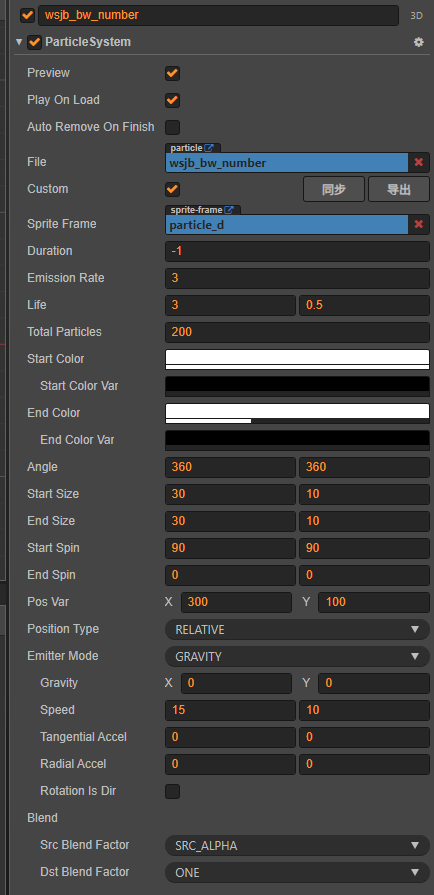 wsjb_bw_number 3D
ParticleSystem
Preview
Play On Load
Auto Remove On Finish
particle
File wsjb_bw_number
Custom 同步 导出
sprite-frame
Sprite Frame particle_d
Duration -1
Emission Rate 3
Life 3 0.5
Total Particles 200
Start Color
Start Color Var
End Color
End Color Var
Angle 360 360
Start Size 30 10
End Size 30 10
Start Spin 90 90
End Spin 0 0
Pos Var X 300 Y 100
Position Type RELATIVE
Emitter Mode GRAVITY
Gravity X 0 Y 0
Speed 15 10
Tangential Accel 0 0
Radial Accel 0 0
Rotation Is Dir
Blend
Src Blend Factor SRC_ALPHA
Dst Blend Factor ONE